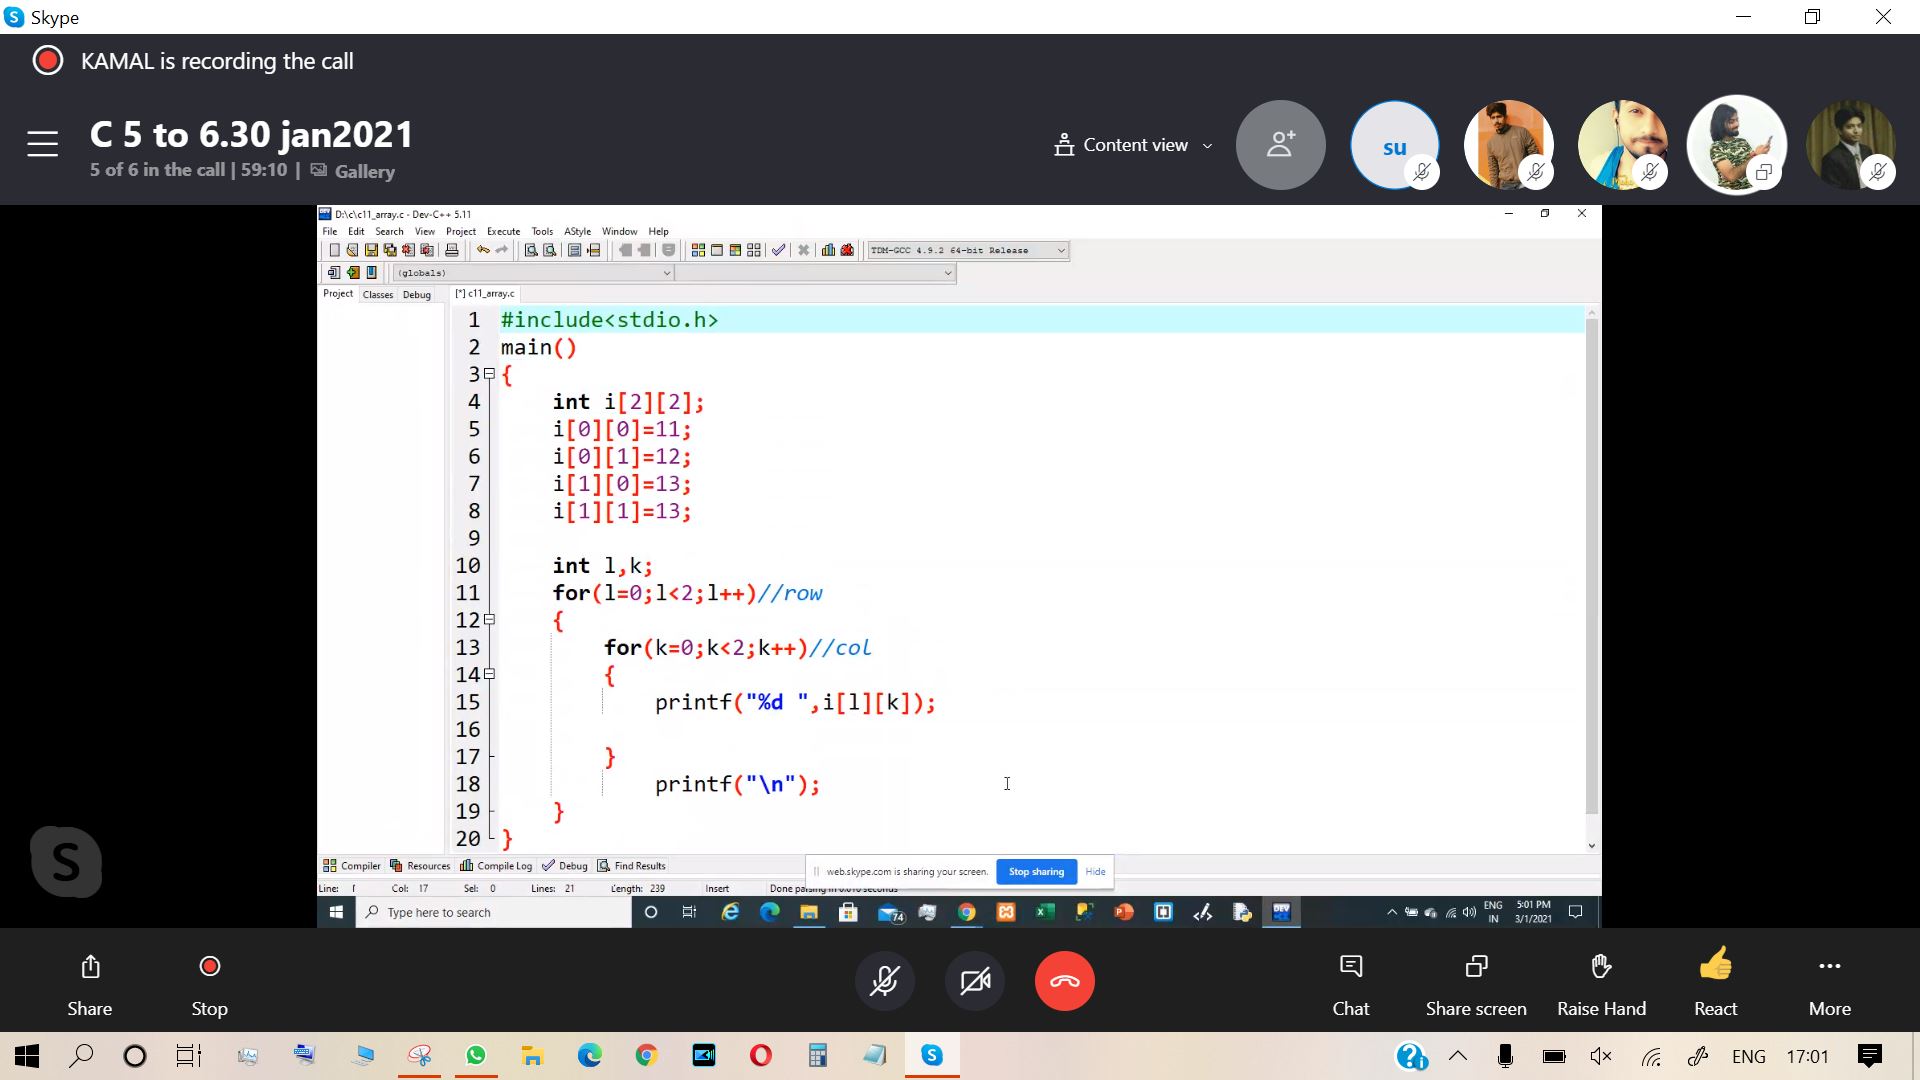 Skype
KAMAL is recording the call
C 5 to 6.30 jan2021
5 of 6 in the call | 59:10 | Gallery
Content view
su
D:\c\c11_array.c - Dev-C++ 5.11
File Edit Search View Project Execute Tools AStyle Window Help
TDM-GCC 4.9.2 64-bit Release
(globals)
Project Classes Debug [*] c11_array.c
1 #include<stdio.h>
2 main()
3 {
4 int i[2][2];
5 i[0][0]=11;
6 i[0][1]=12;
7 i[1][0]=13;
8 i[1][1]=13;
9
10 int l,k;
11 for(l=0;l<2;l++)//row
12 {
13 for(k=0;k<2;k++)//col
14 {
15 printf("%d ",i[l][k]);
16
17 }
18 printf("\n");
19 }
20 }
Compiler Resources Compile Log Debug Find Results
web.skype.com is sharing your screen. Stop sharing Hide
Line: Col: 17 Sel: 0 Lines: 21 Length: 239 Insert Done parsing in 0.016 seconds
Type here to search
74
DEV
ENG
IN
5:01 PM
3/1/2021
S
Share
Stop
Chat
Share screen
Raise Hand
React
More
ENG 17:01